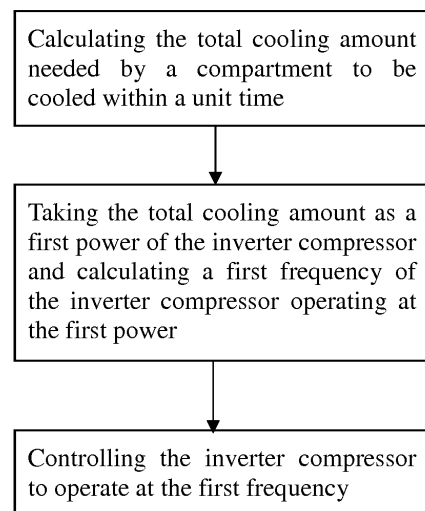 Calculating the total cooling amount
needed by a compartment to be
cooled within a unit time
Taking the total cooling amount as a
first power of the inverter compressor
and calculating a first frequency of
the inverter compressor operating at
the first power
Controlling the inverter compressor
to operate at the first frequency